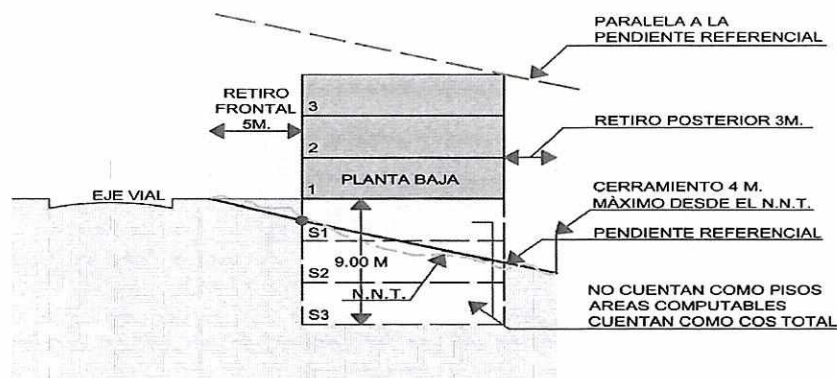 PARALELA A LA
PENDIENTE REFERENCIAL
RETIRO
FRONTAL
5M.
3
2
1
PLANTA BAJA
RETIRO POSTERIOR 3M.
EJE VIAL
CERRAMIENTO 4 M.
MÀXIMO DESDE EL N.N.T.
PENDIENTE REFERENCIAL
S1
9.00 M
S2
N.N.T.
S3
NO CUENTAN COMO PISOS
AREAS COMPUTABLES
CUENTAN COMO COS TOTAL